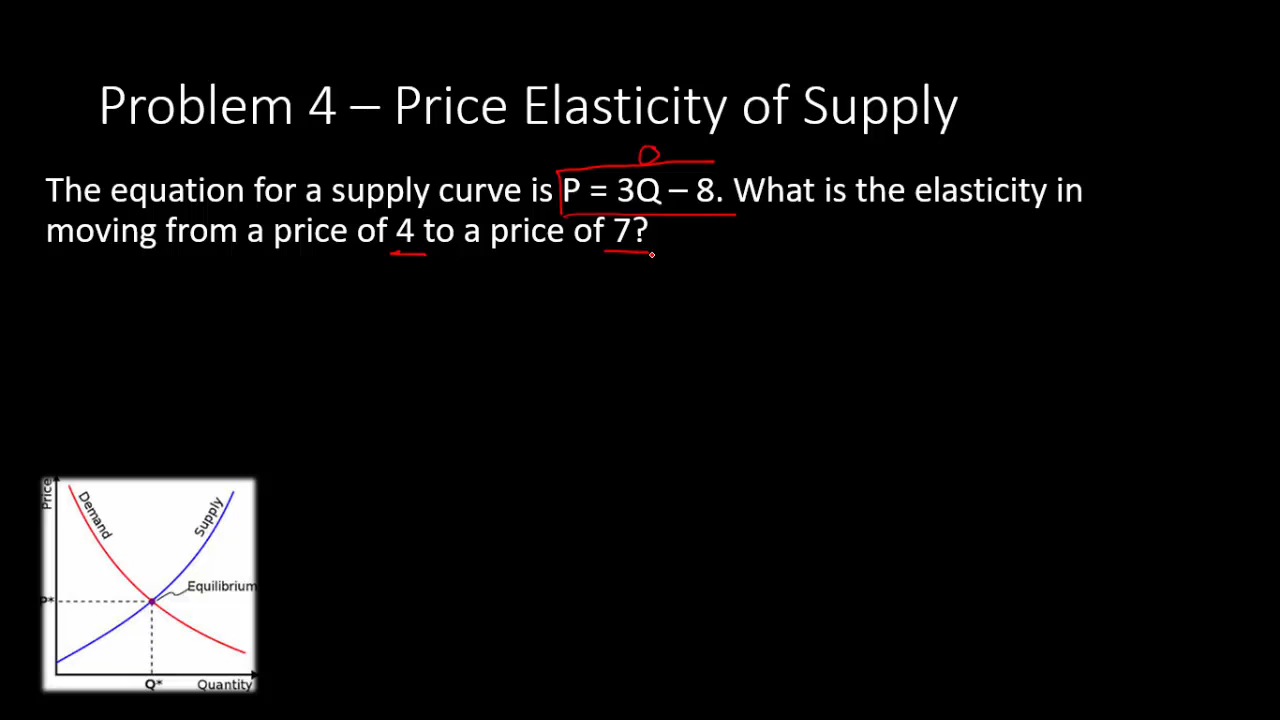 Problem 4 – Price Elasticity of Supply
The equation for a supply curve is P = 3Q – 8. What is the elasticity in
moving from a price of 4 to a price of 7?
Price
Demand
Supply
Equilibrium
P*
Q*
Quantity